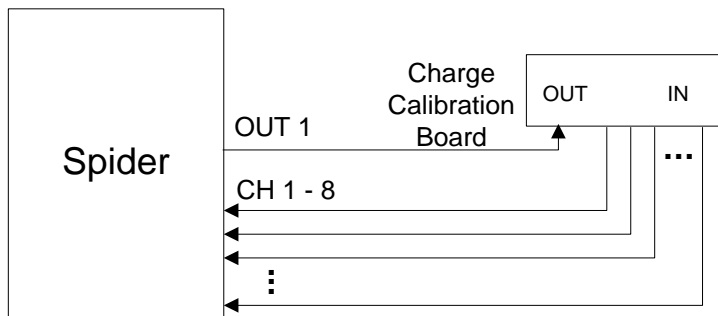 Charge
Calibration
Board
OUT IN
OUT 1
Spider
...
CH 1 - 8
...